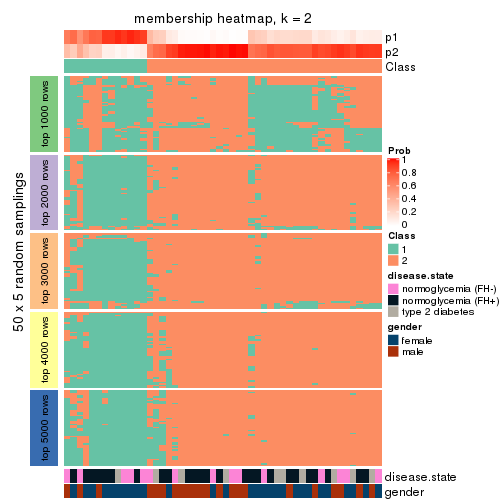 membership heatmap, k = 2
p1
p2
Class
50 x 5 random samplings
top 1000 rows
top 2000 rows
top 3000 rows
top 4000 rows
top 5000 rows
Prob
1
0.8
0.6
0.4
0.2
0
Class
1
2
disease.state
normoglycemia (FH-)
normoglycemia (FH+)
type 2 diabetes
gender
female
male
disease.state
gender